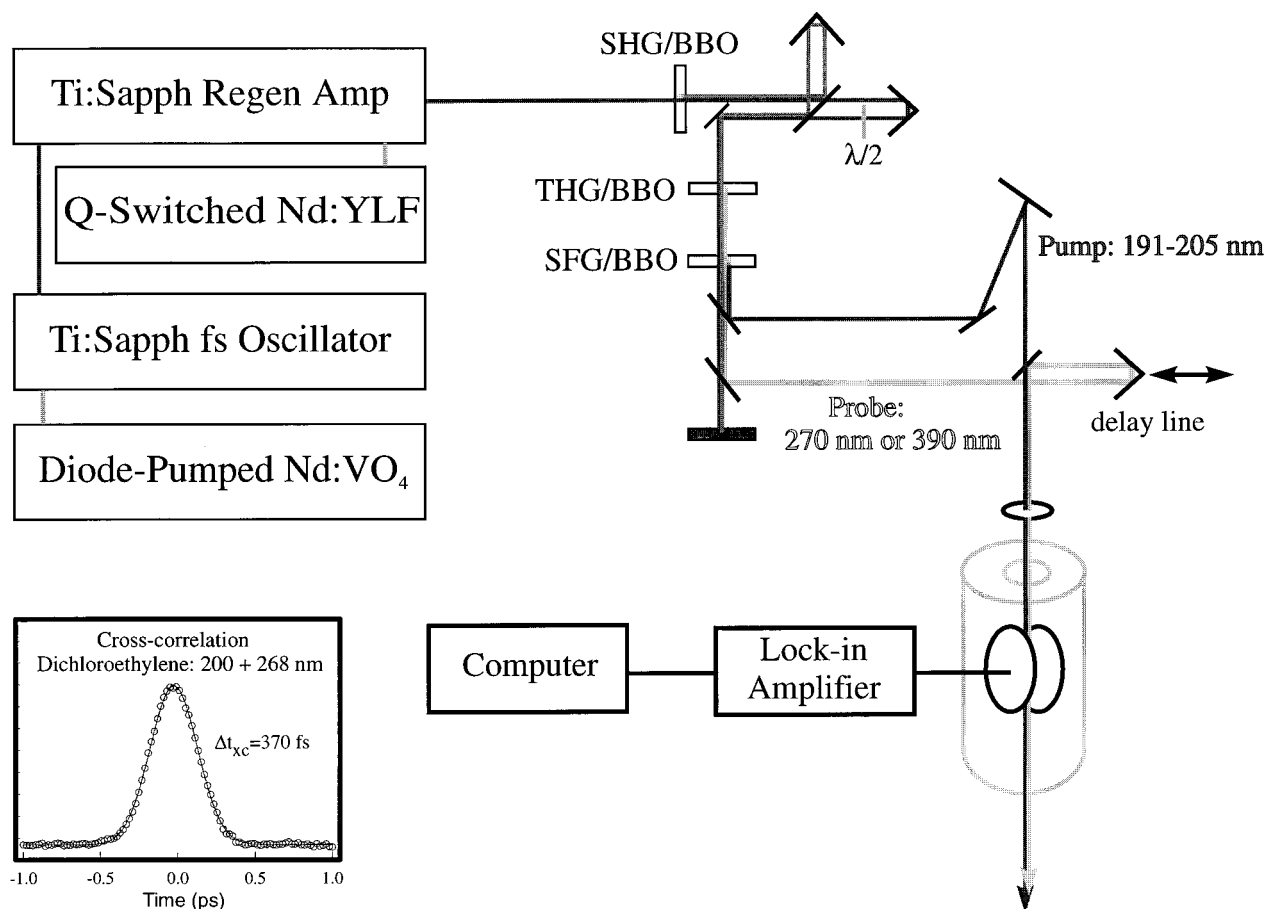 Ti:Sapph Regen Amp
Q-Switched Nd:YLF
Ti:Sapph fs Oscillator
Diode-Pumped Nd:VO₄
SHG/BBO
λ/2
THG/BBO
SFG/BBO
Pump: 191-205 nm
Probe:
270 nm or 390 nm
delay line
Computer
Lock-in
Amplifier
Cross-correlation
Dichloroethylene: 200 + 268 nm
Δtxc=370 fs
-1.0 -0.5 0.0 0.5 1.0
Time (ps)